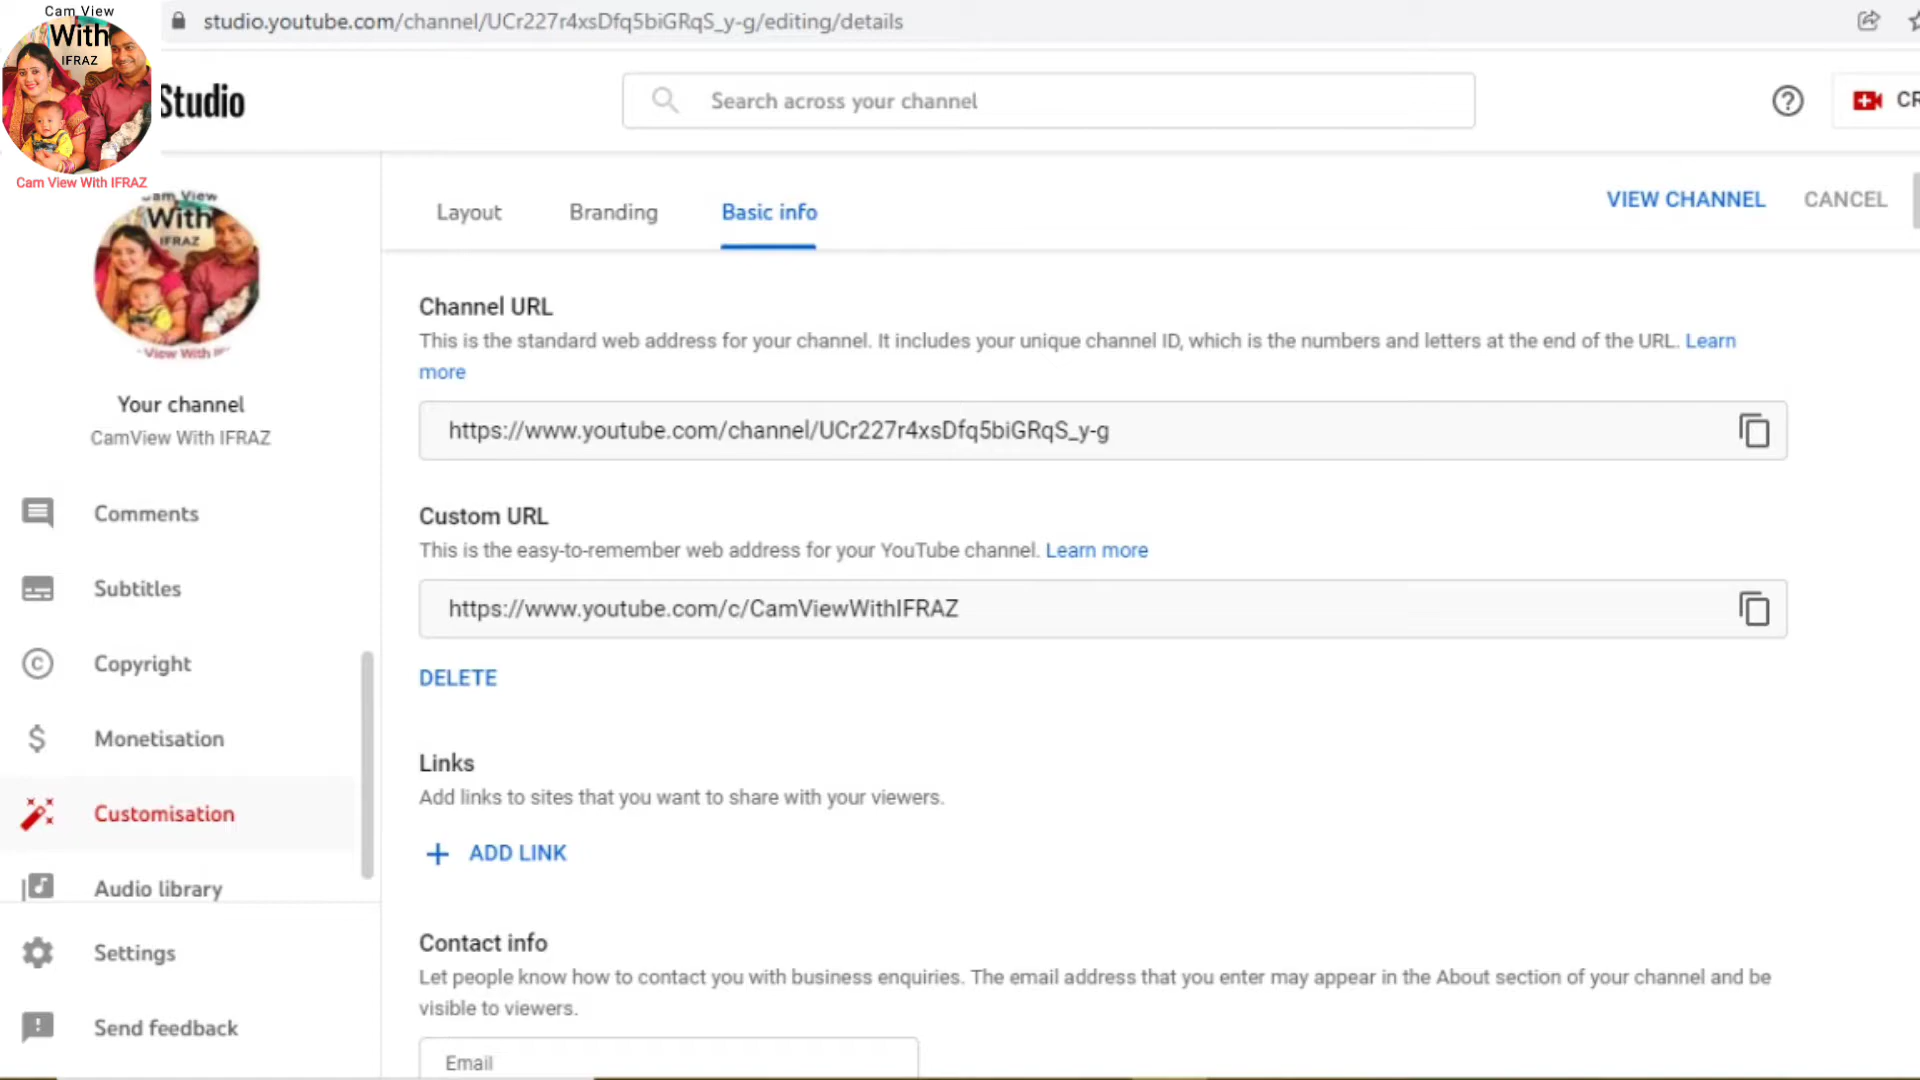 Cam View
With
IFRAZ
Cam View With IFRAZ
studio.youtube.com/channel/UCr227r4xsDfq5biGRqS_y-g/editing/details
Studio
Search across your channel
CR
am View
With
IFRAZ
View With
Your channel
CamView With IFRAZ
Comments
Subtitles
Copyright
Monetisation
Customisation
Audio library
Settings
Send feedback
Layout
Branding
Basic info
VIEW CHANNEL
CANCEL
Channel URL
This is the standard web address for your channel. It includes your unique channel ID, which is the numbers and letters at the end of the URL. Learn
more
https://www.youtube.com/channel/UCr227r4xsDfq5biGRqS_y-g
Custom URL
This is the easy-to-remember web address for your YouTube channel. Learn more
https://www.youtube.com/c/CamViewWithIFRAZ
DELETE
Links
Add links to sites that you want to share with your viewers.
ADD LINK
Contact info
Let people know how to contact you with business enquiries. The email address that you enter may appear in the About section of your channel and be
visible to viewers.
Email